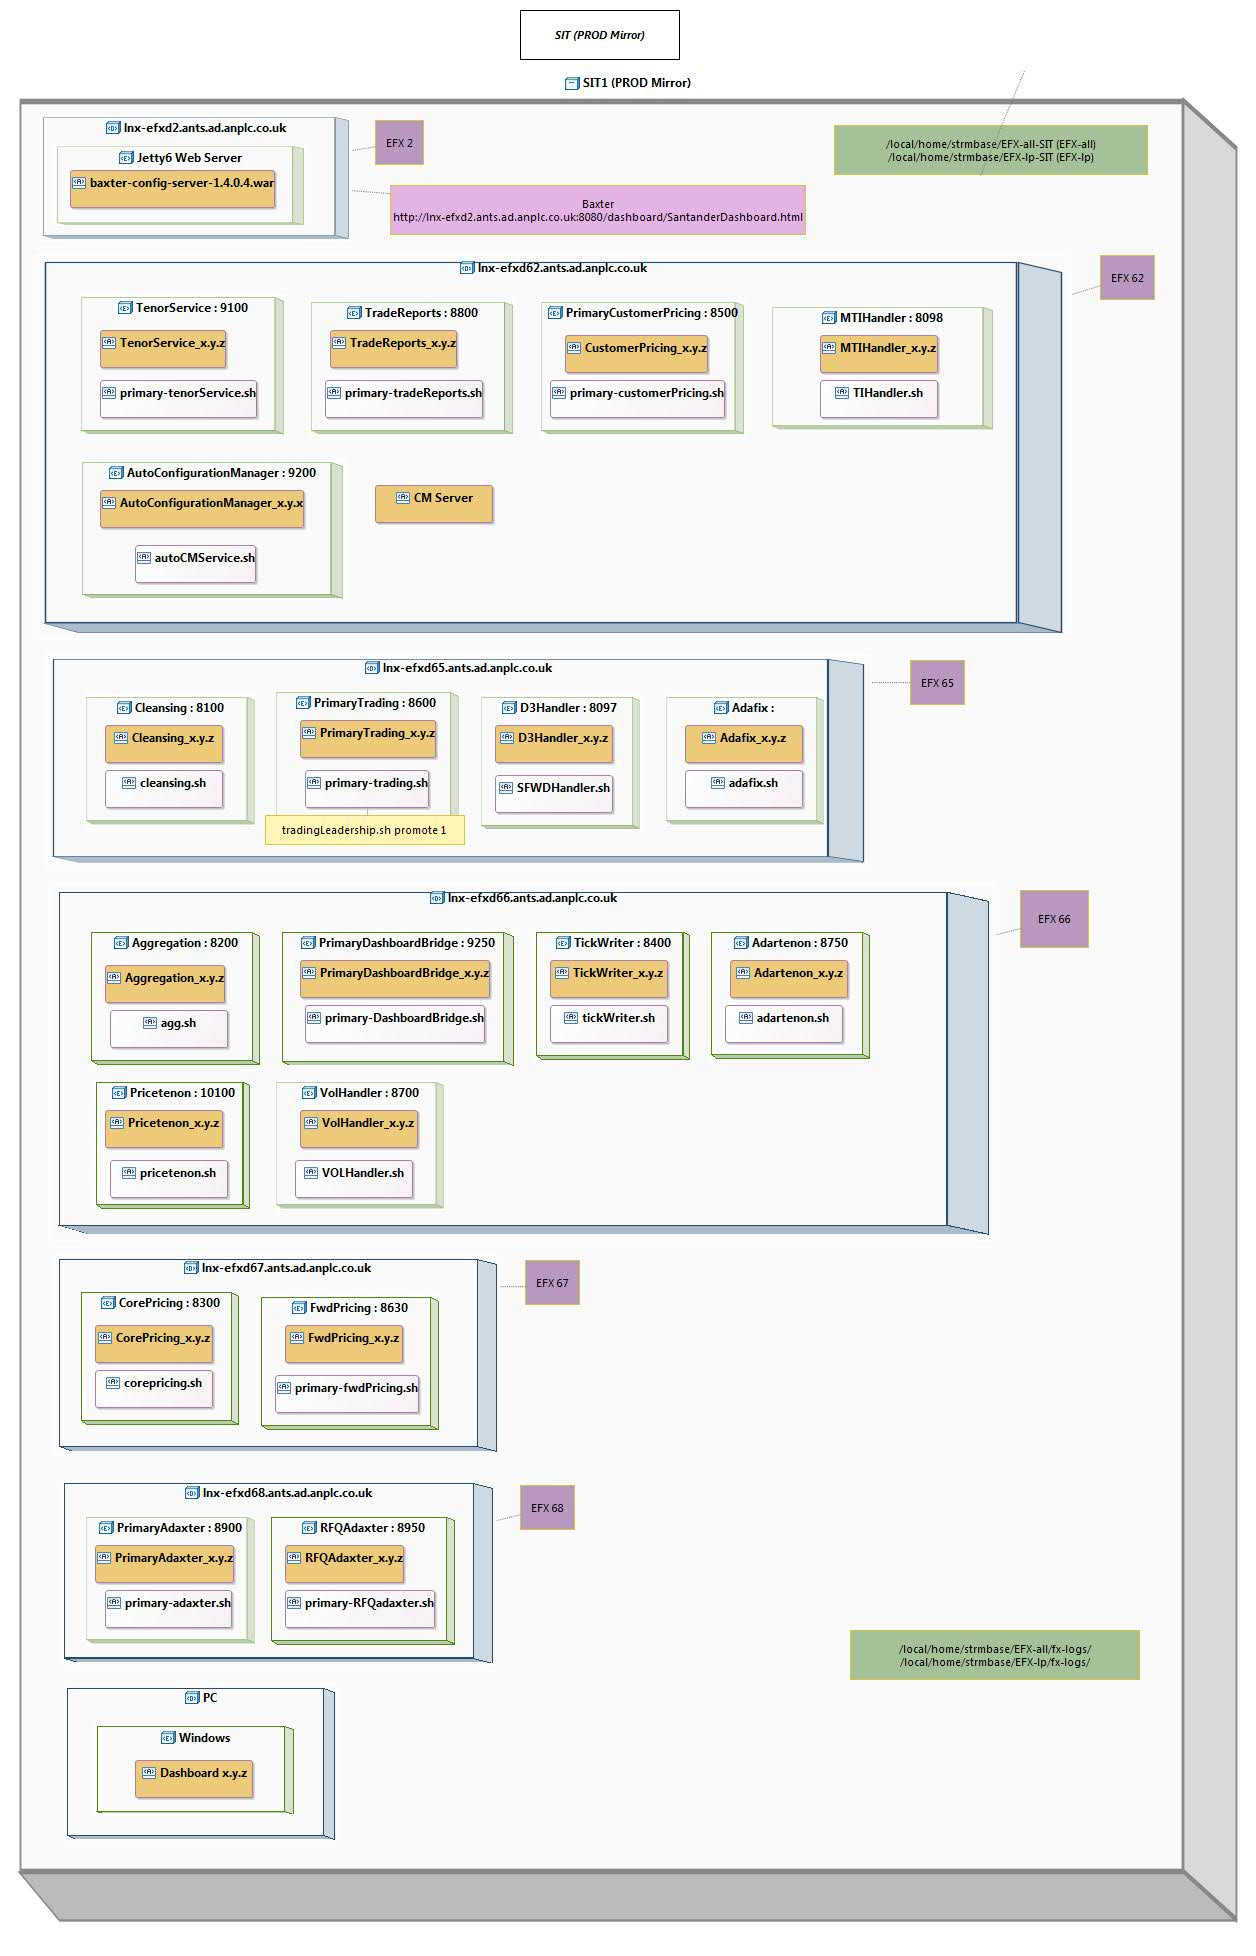 SIT (PROD Mirror)
SIT1 (PROD Mirror)
lnx-efxd2.ants.ad.anplc.co.uk
Jetty6 Web Server
baxter-config-server-1.4.0.4.war
EFX 2
/local/home/strmbase/EFX-all-SIT (EFX-all)
/local/home/strmbase/EFX-lp-SIT (EFX-lp)
Baxter
http://lnx-efxd2.ants.ad.anplc.co.uk:8080/dashboard/SantanderDashboard.html
lnx-efxd62.ants.ad.anplc.co.uk
EFX 62
TenorService : 9100
TenorService_x.y.z
primary-tenorService.sh
TradeReports : 8800
TradeReports_x.y.z
primary-tradeReports.sh
PrimaryCustomerPricing : 8500
CustomerPricing_x.y.z
primary-customerPricing.sh
MTIHandler : 8098
MTIHandler_x.y.z
TIHandler.sh
AutoConfigurationManager : 9200
AutoConfigurationManager_x.y.x
autoCMService.sh
CM Server
lnx-efxd65.ants.ad.anplc.co.uk
EFX 65
Cleansing : 8100
Cleansing_x.y.z
cleansing.sh
PrimaryTrading : 8600
PrimaryTrading_x.y.z
primary-trading.sh
tradingLeadership.sh promote 1
D3Handler : 8097
D3Handler_x.y.z
SFWDHandler.sh
Adafix :
Adafix_x.y.z
adafix.sh
lnx-efxd66.ants.ad.anplc.co.uk
EFX 66
Aggregation : 8200
Aggregation_x.y.z
agg.sh
PrimaryDashboardBridge : 9250
PrimaryDashboardBridge_x.y.z
primary-DashboardBridge.sh
TickWriter : 8400
TickWriter_x.y.z
tickWriter.sh
Adartenon : 8750
Adartenon_x.y.z
adartenon.sh
Pricetenon : 10100
Pricetenon_x.y.z
pricetenon.sh
VolHandler : 8700
VolHandler_x.y.z
VOLHandler.sh
lnx-efxd67.ants.ad.anplc.co.uk
EFX 67
CorePricing : 8300
CorePricing_x.y.z
corepricing.sh
FwdPricing : 8630
FwdPricing_x.y.z
primary-fwdPricing.sh
lnx-efxd68.ants.ad.anplc.co.uk
EFX 68
PrimaryAdaxter : 8900
PrimaryAdaxter_x.y.z
primary-adaxter.sh
RFQAdaxter : 8950
RFQAdaxter_x.y.z
primary-RFQadaxter.sh
/local/home/strmbase/EFX-all/fx-logs/
/local/home/strmbase/EFX-lp/fx-logs/
PC
Windows
Dashboard x.y.z